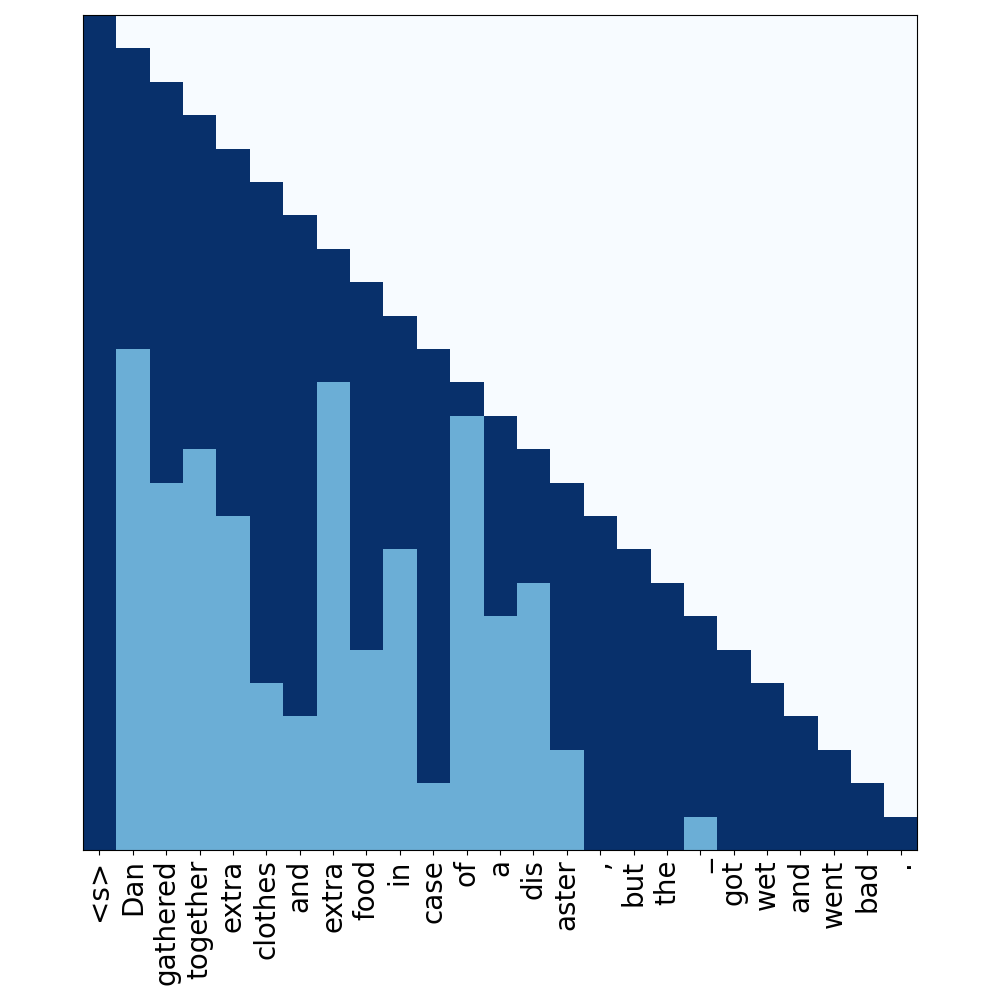 <s> Dan gathered together extra clothes and extra food in case of a dis aster , but the _ got wet and went bad .